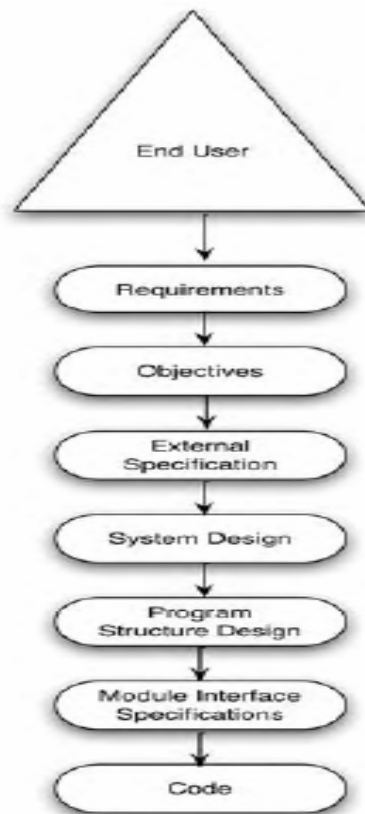 End User
Requirements
Objectives
External
Specification
System Design
Program
Structure Design
Module Interface
Specifications
Code